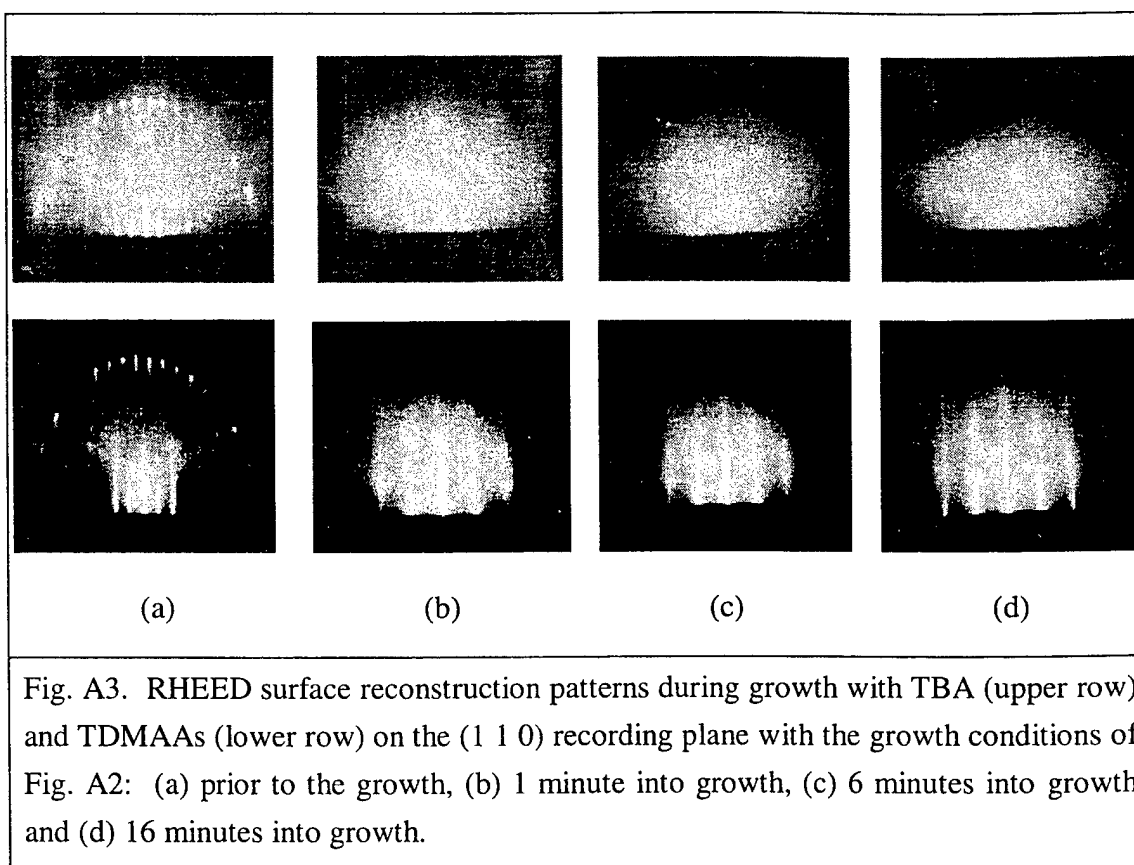 (a) (b) (c) (d)
Fig. A3. RHEED surface reconstruction patterns during growth with TBA (upper row)
and TDMAAs (lower row) on the (1 1 0) recording plane with the growth conditions of
Fig. A2: (a) prior to the growth, (b) 1 minute into growth, (c) 6 minutes into growth
and (d) 16 minutes into growth.